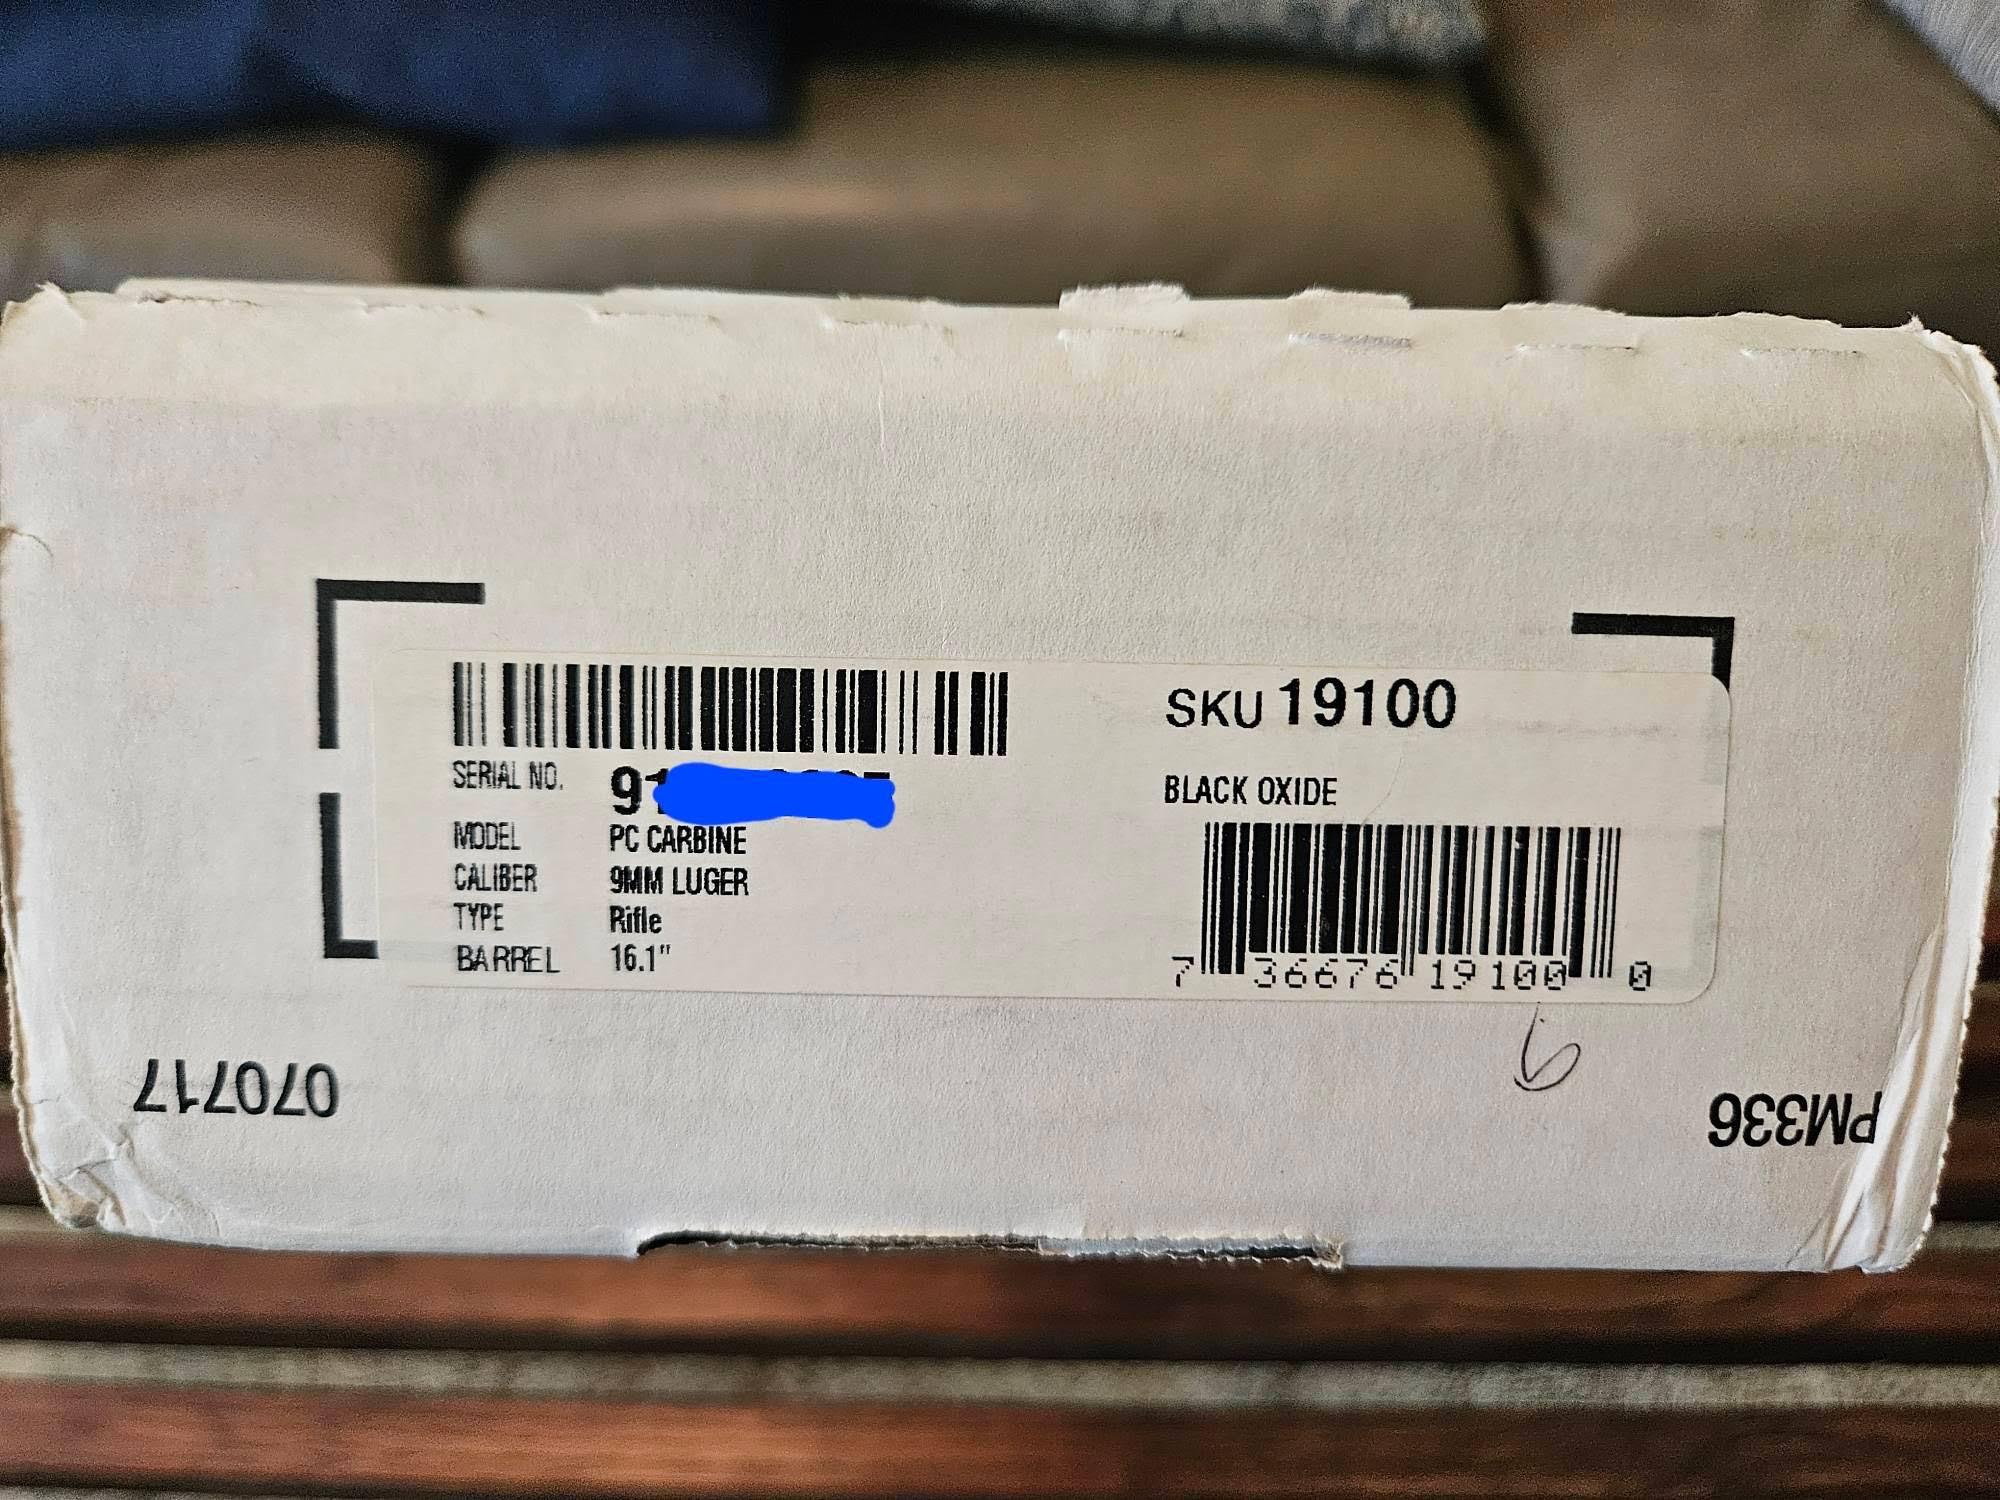 SKU 19100
SERIAL NO. 91
BLACK OXIDE
MODEL PC CARBINE
CALIBER 9MM LUGER
TYPE Rifle
BARREL 16.1"
7 36676 19100 0
070717
PM336